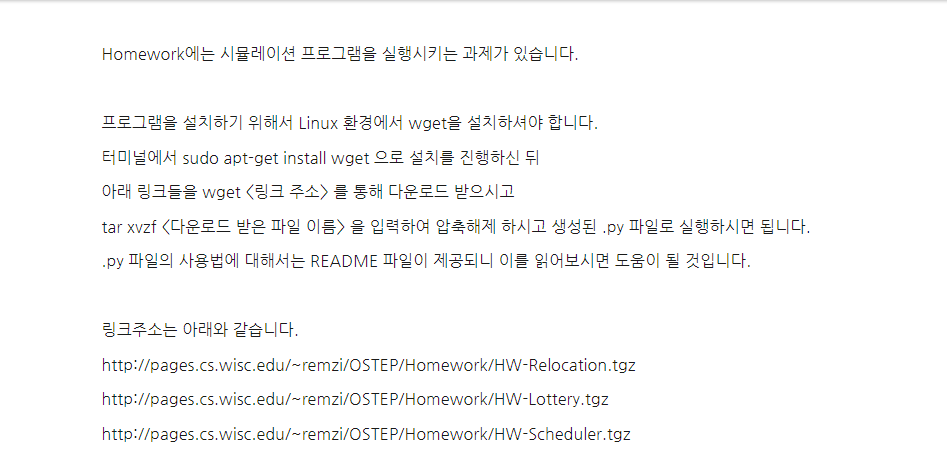 Homework에는 시뮬레이션 프로그램을 실행시키는 과제가 있습니다.
프로그램을 설치하기 위해서 Linux 환경에서 wget을 설치하셔야 합니다.
터미널에서 sudo apt-get install wget 으로 설치를 진행하신 뒤
아래 링크들을 wget <링크 주소> 를 통해 다운로드 받으시고
tar xvzf <다운로드 받은 파일 이름> 을 입력하여 압축해제 하시고 생성된 .py 파일로 실행하시면 됩니다.
.py 파일의 사용법에 대해서는 README 파일이 제공되니 이를 읽어보시면 도움이 될 것입니다.
링크주소는 아래와 같습니다.
http://pages.cs.wisc.edu/~remzi/OSTEP/Homework/HW-Relocation.tgz
http://pages.cs.wisc.edu/~remzi/OSTEP/Homework/HW-Lottery.tgz
http://pages.cs.wisc.edu/~remzi/OSTEP/Homework/HW-Scheduler.tgz